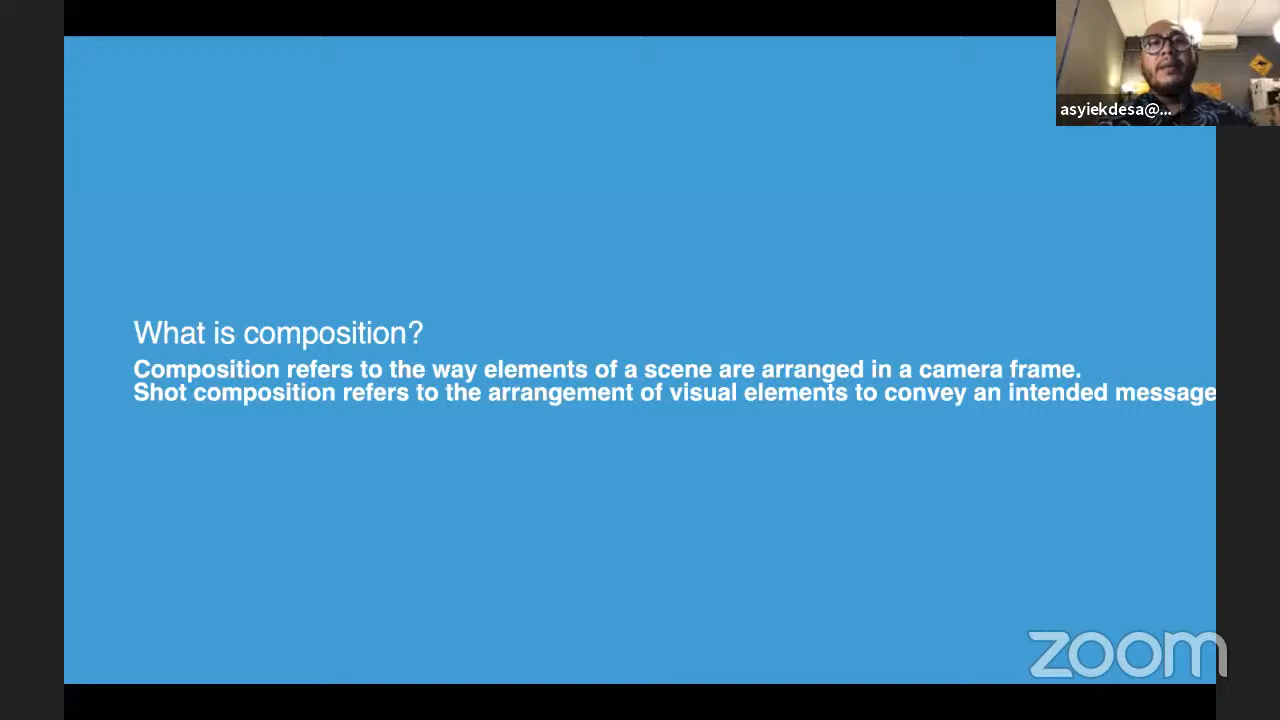 asyiekdesa@...
What is composition?
Composition refers to the way elements of a scene are arranged in a camera frame.
Shot composition refers to the arrangement of visual elements to convey an intended message
zoom